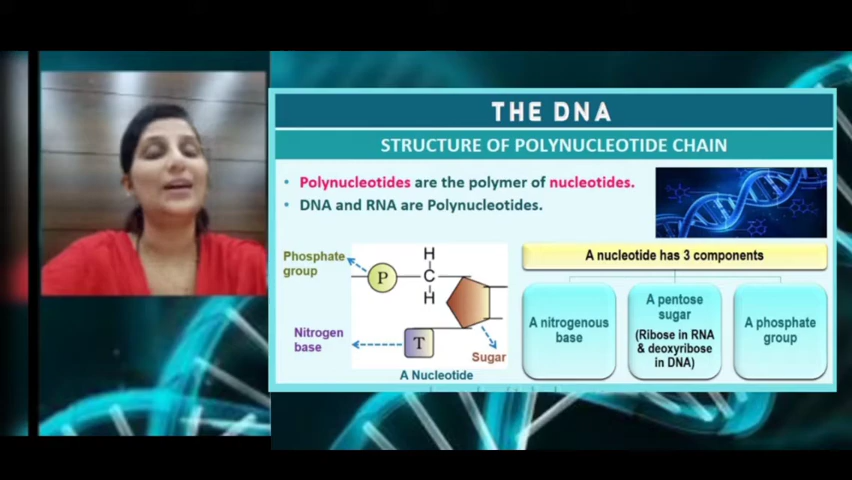 THE DNA
STRUCTURE OF POLYNUCLEOTIDE CHAIN
• Polynucleotides are the polymer of nucleotides.
• DNA and RNA are Polynucleotides.
Phosphate
group
P
H
C
H
Nitrogen
base
T
Sugar
A Nucleotide
A nucleotide has 3 components
A nitrogenous
base
A pentose
sugar
(Ribose in RNA
& deoxyribose
in DNA)
A phosphate
group